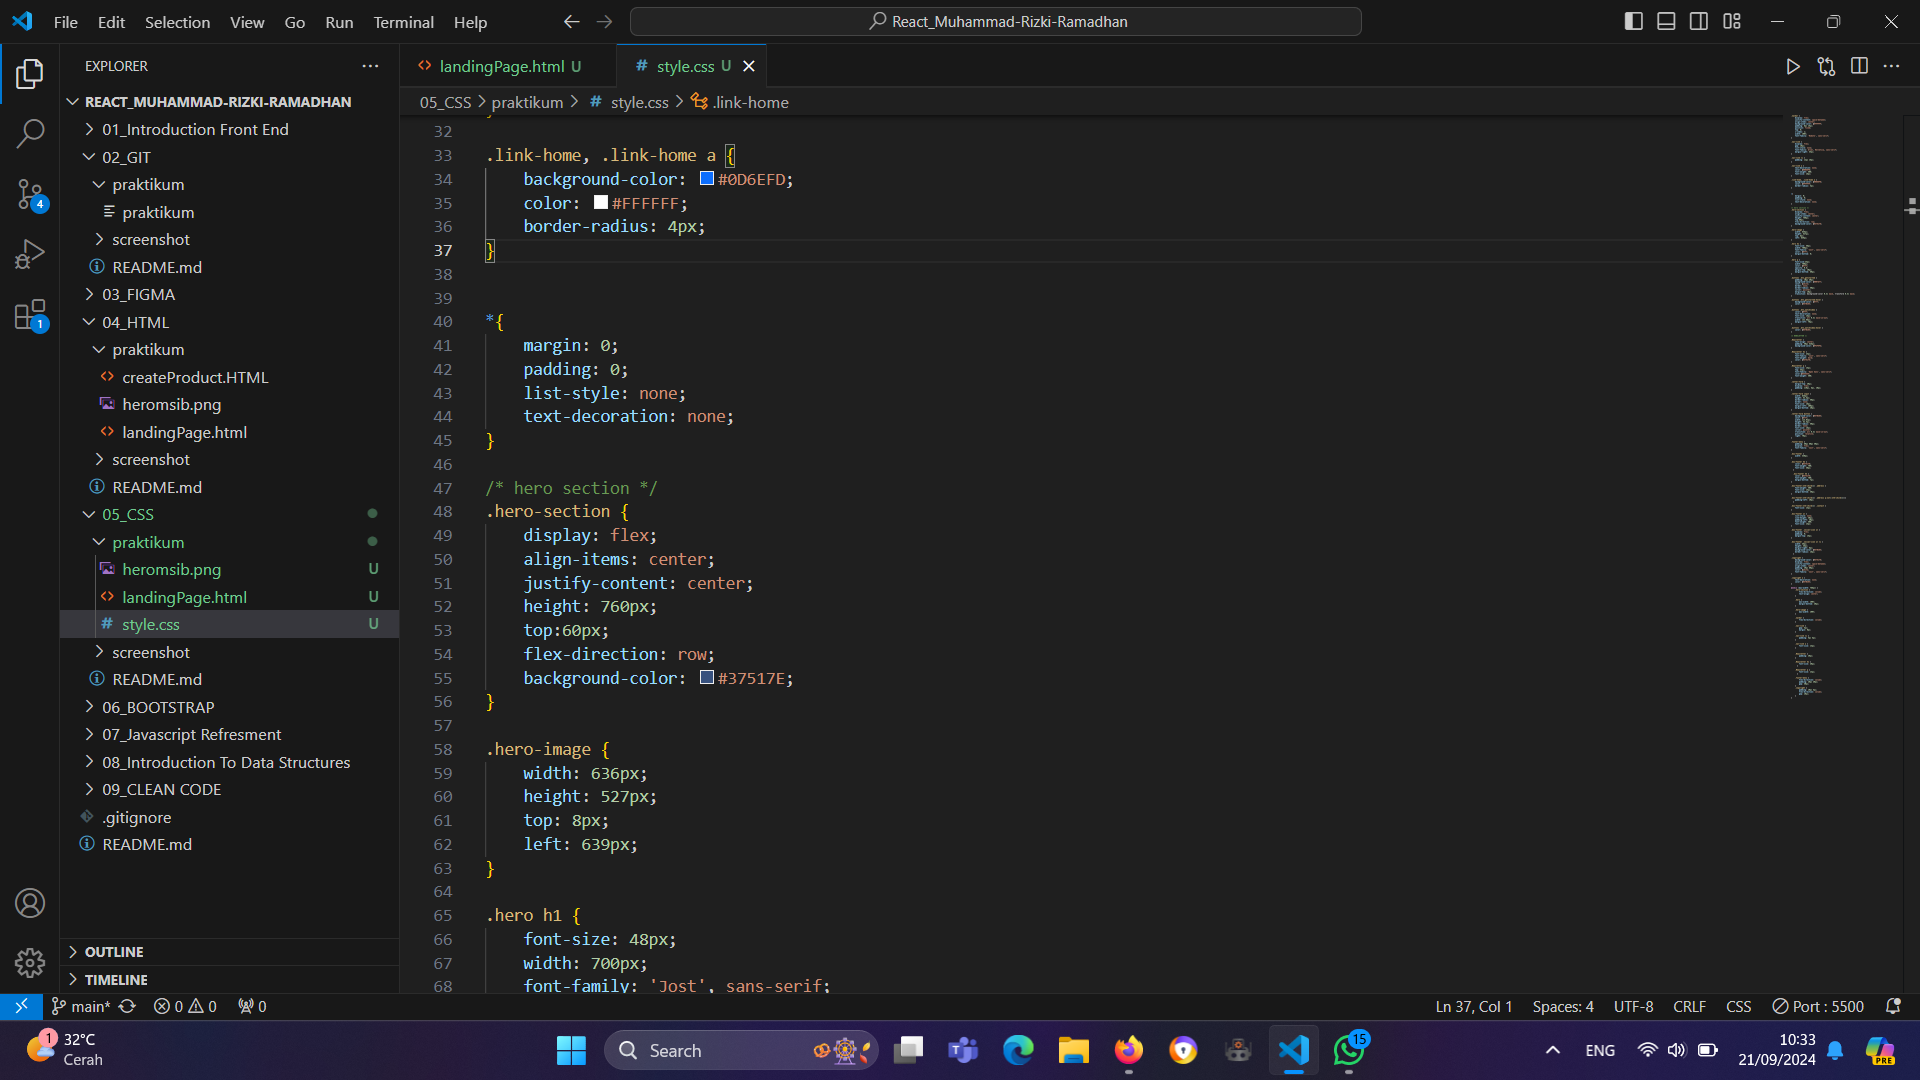 File Edit Selection View Go Run Terminal Help
React_Muhammad-Rizki-Ramadhan
EXPLORER
REACT_MUHAMMAD-RIZKI-RAMADHAN
01_Introduction Front End
02_GIT
praktikum
praktikum
screenshot
README.md
03_FIGMA
04_HTML
praktikum
createProduct.HTML
heromsib.png
landingPage.html
screenshot
README.md
05_CSS
praktikum
heromsib.png U
landingPage.html U
style.css U
screenshot
README.md
06_BOOTSTRAP
07_Javascript Refresment
08_Introduction To Data Structures
09_CLEAN CODE
.gitignore
README.md
OUTLINE
TIMELINE
4
1
landingPage.html U
style.css U
05_CSS > praktikum > # style.css > .link-home
32
33 .link-home, .link-home a {
34 background-color: #0D6EFD;
35 color: #FFFFFF;
36 border-radius: 4px;
37 }
38
39
40 *{
41 margin: 0;
42 padding: 0;
43 list-style: none;
44 text-decoration: none;
45 }
46
47 /* hero section */
48 .hero-section {
49 display: flex;
50 align-items: center;
51 justify-content: center;
52 height: 760px;
53 top:60px;
54 flex-direction: row;
55 background-color: #37517E;
56 }
57
58 .hero-image {
59 width: 636px;
60 height: 527px;
61 top: 8px;
62 left: 639px;
63 }
64
65 .hero h1 {
66 font-size: 48px;
67 width: 700px;
68 font-family: 'Jost', sans-serif;
main* 0 0 0
Ln 37, Col 1 Spaces: 4 UTF-8 CRLF CSS Port : 5500
1
32°C
Cerah
Search
15
ENG
10:33
21/09/2024
PRE